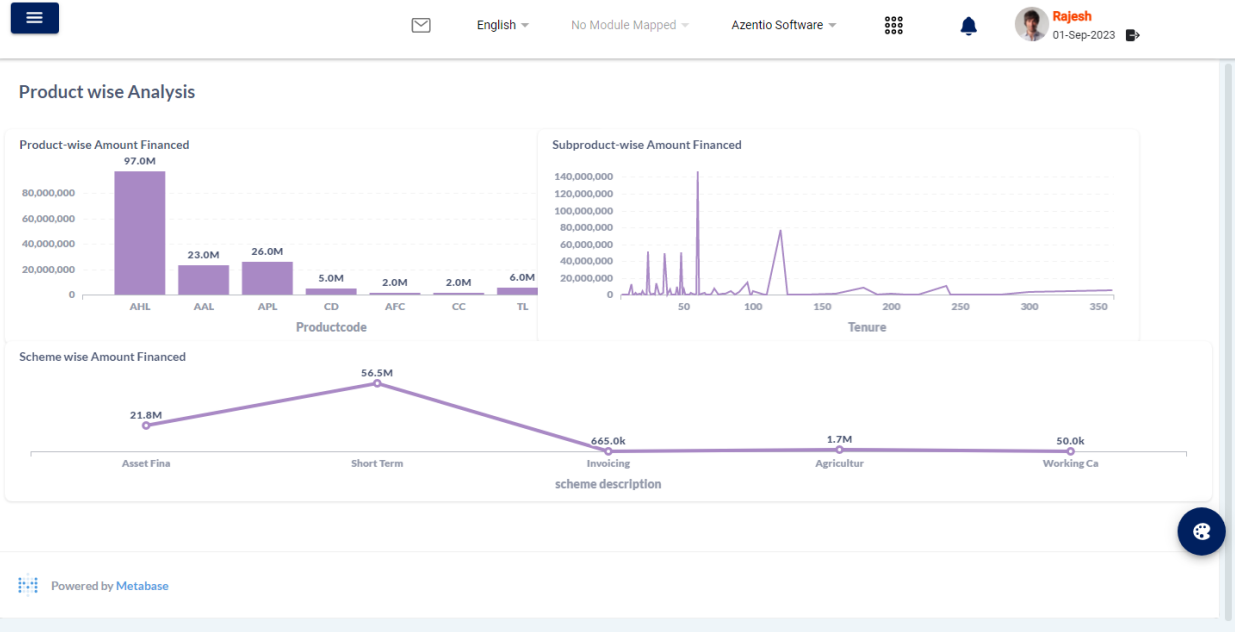 English
No Module Mapped
Azentio Software
Rajesh
01-Sep-2023
Product wise Analysis
Product-wise Amount Financed
97.0M
80,000,000
60,000,000
40,000,000
20,000,000
0
23.0M
26.0M
5.0M
2.0M
2.0M
6.0M
AHL
AAL
APL
CD
AFC
CC
TL
Productcode
Subproduct-wise Amount Financed
140,000,000
120,000,000
100,000,000
80,000,000
60,000,000
40,000,000
20,000,000
0
50
100
150
200
250
300
350
Tenure
Scheme wise Amount Financed
21.8M
56.5M
665.0k
1.7M
50.0k
Asset Fina
Short Term
Invoicing
Agricultur
Working Ca
scheme description
Powered by Metabase